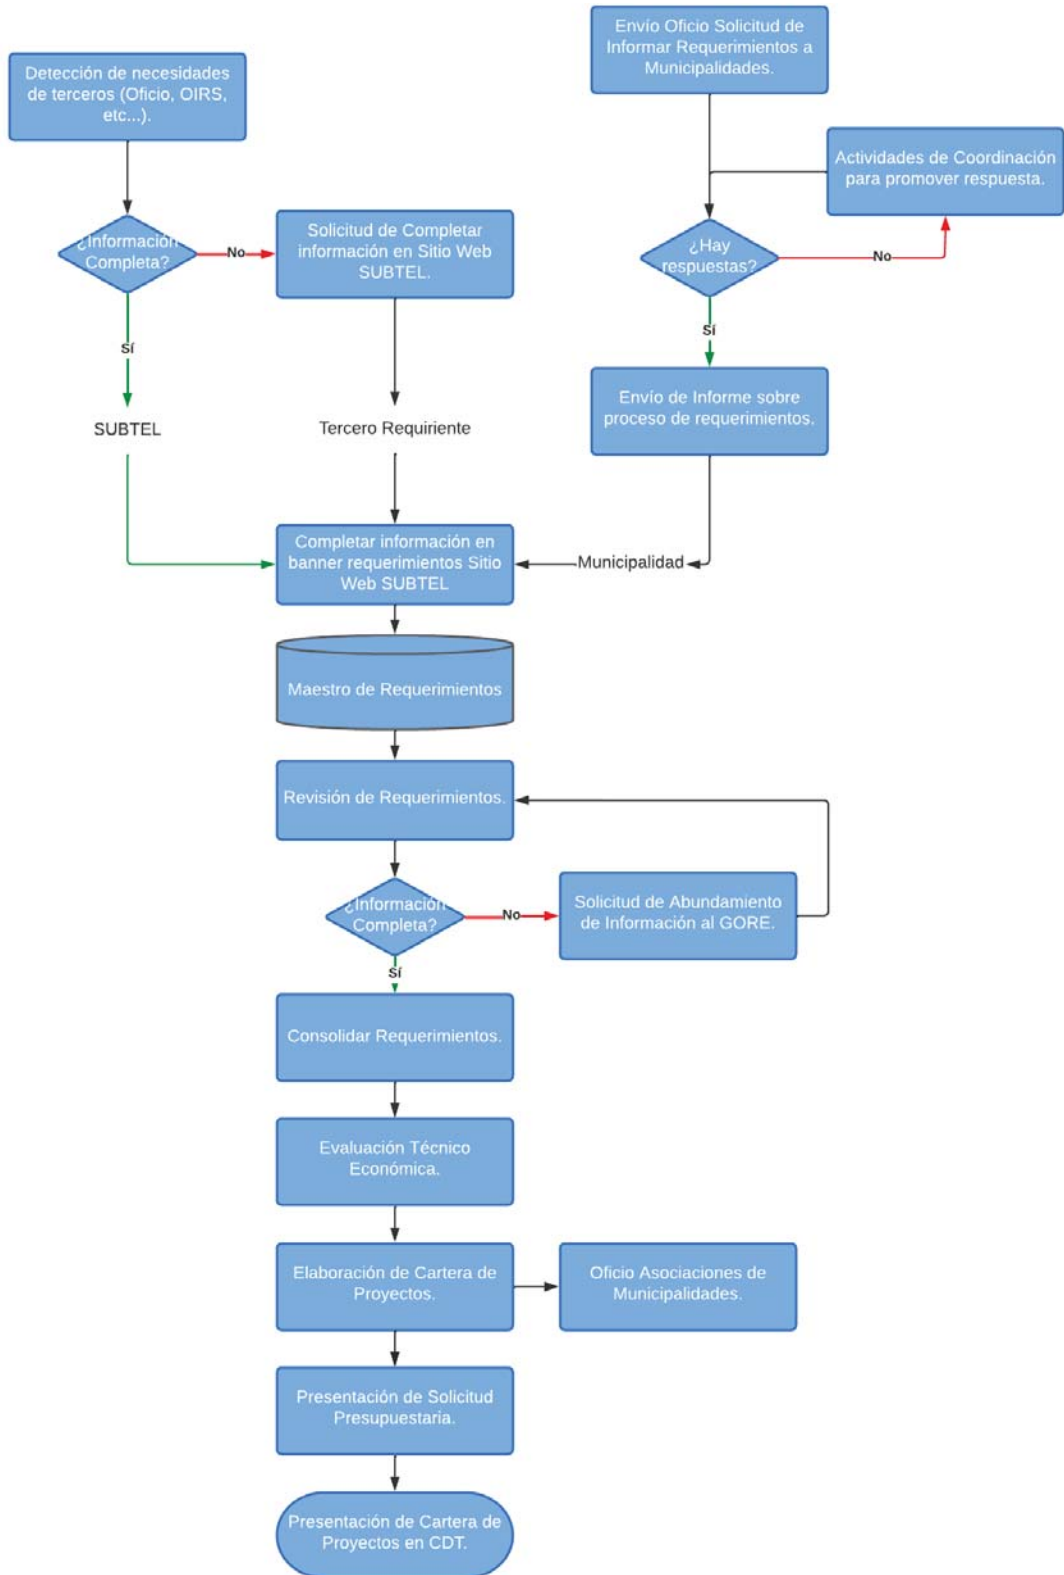 Envío Oficio Solicitud de
Informar Requerimientos a
Municipalidades.
Detección de necesidades
de terceros (Oficio, OIRS,
etc...).
Actividades de Coordinación
para promover respuesta.
¿Información
Completa?
No
Solicitud de Completar
información en Sitio Web
SUBTEL.
¿Hay
respuestas?
No
Sí
Sí
Envío de Informe sobre
proceso de requerimientos.
SUBTEL
Tercero Requiriente
Completar información en
banner requerimientos Sitio
Web SUBTEL
Municipalidad
Maestro de Requerimientos
Revisión de Requerimientos.
¿Información
Completa?
No
Solicitud de Abundamiento
de Información al GORE.
Sí
Consolidar Requerimientos.
Evaluación Técnico
Económica.
Elaboración de Cartera de
Proyectos.
Oficio Asociaciones de
Municipalidades.
Presentación de Solicitud
Presupuestaria.
Presentación de Cartera de
Proyectos en CDT.